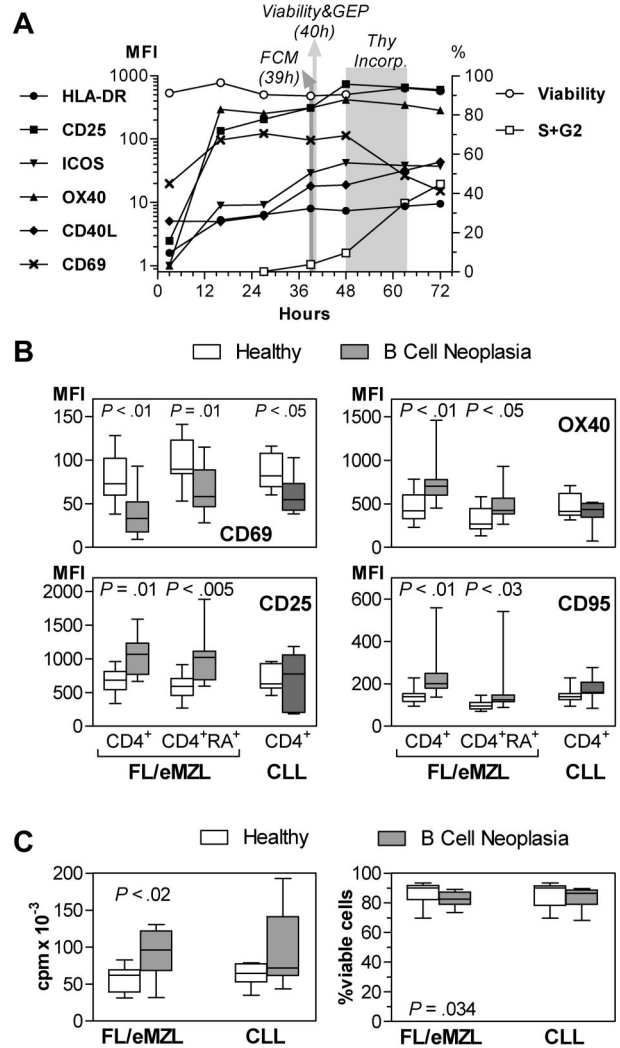 A
Viability&GEP
(40h)
MFI
FCM
(39h)
Thy
Incorp.
%
HLA-DR
CD25
ICOS
OX40
CD40L
CD69
1000
100
10
1
100
80
60
40
20
0
Viability
S+G2
0 12 24 36 48 60 72
Hours
B
Healthy
B Cell Neoplasia
MFI
150
100
50
0
P < .01 P = .01 P < .05
CD69
MFI
1500
1000
500
0
P < .01 P < .05
OX40
MFI
2000
1500
1000
500
0
P = .01 P < .005
CD25
CD4+ CD4+RA+ CD4+
FL/eMZL CLL
MFI
600
400
200
0
P < .01 P < .03
CD95
CD4+ CD4+RA+ CD4+
FL/eMZL CLL
C
Healthy
B Cell Neoplasia
cpm x 10-3
200
150
100
50
0
P < .02
FL/eMZL CLL
%viable cells
100
80
60
40
20
0
P = .034
FL/eMZL CLL